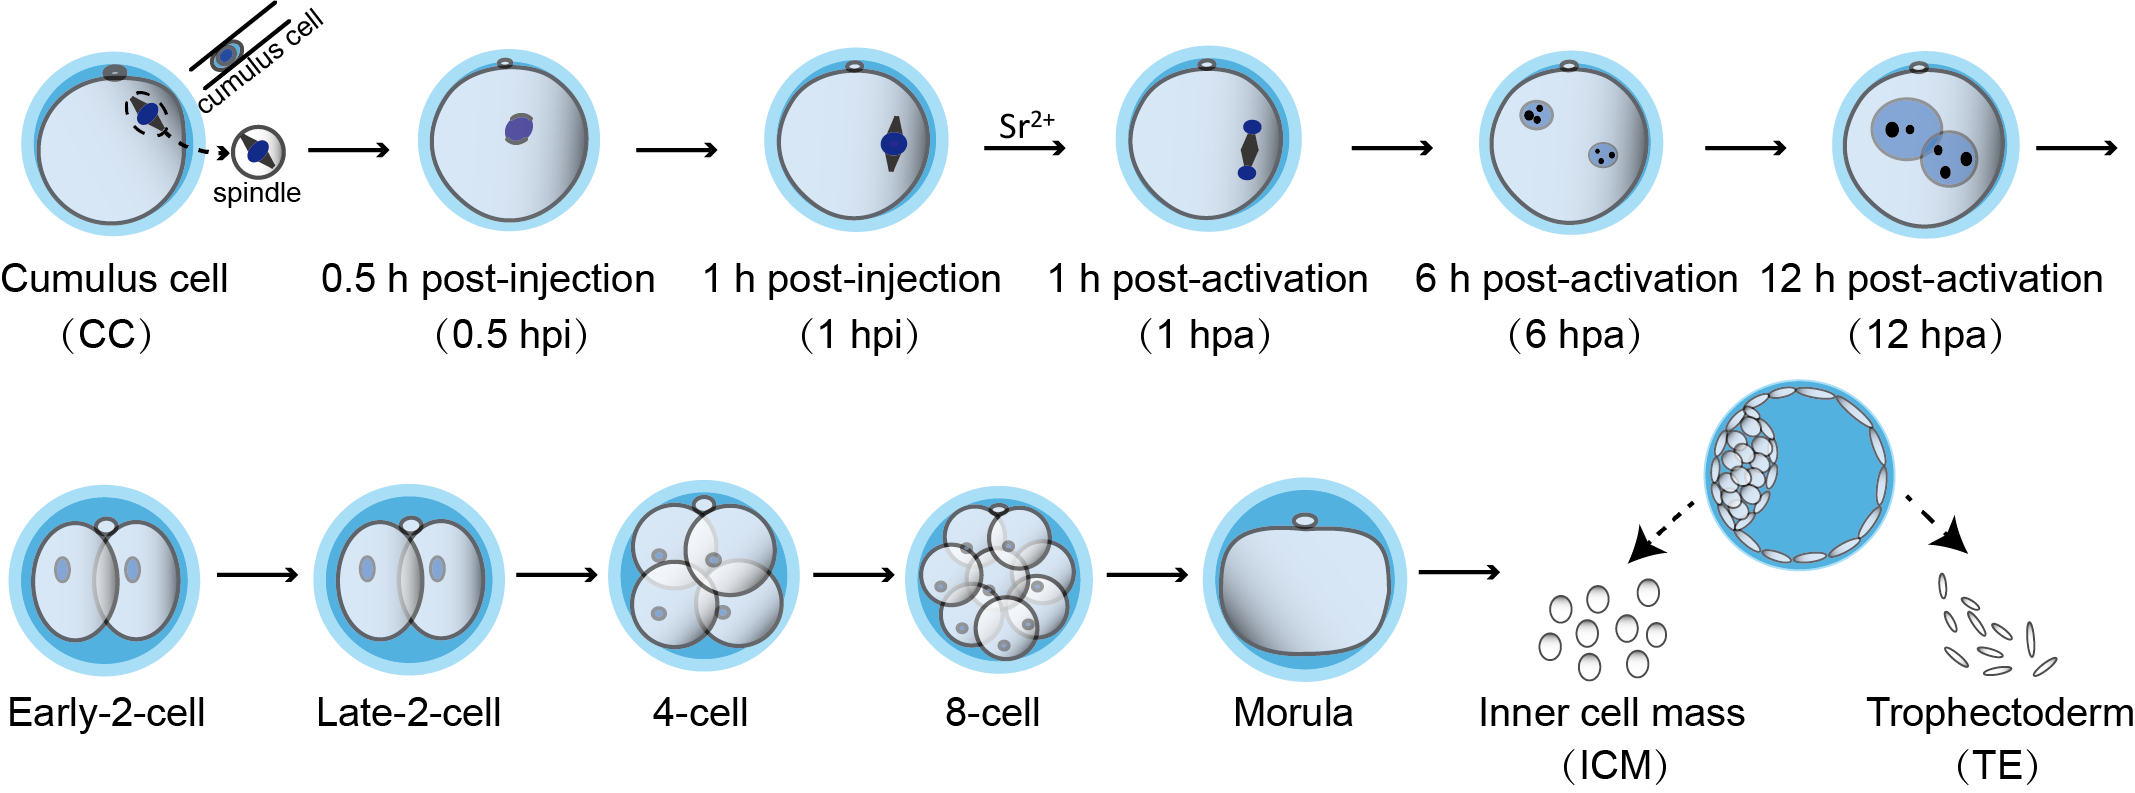 cumulus cell
spindle
Sr²⁺
Cumulus cell
（CC）
0.5 h post-injection
（0.5 hpi）
1 h post-injection
（1 hpi）
1 h post-activation
（1 hpa）
6 h post-activation
（6 hpa）
12 h post-activation
（12 hpa）
Early-2-cell
Late-2-cell
4-cell
8-cell
Morula
Inner cell mass
（ICM）
Trophectoderm
（TE）